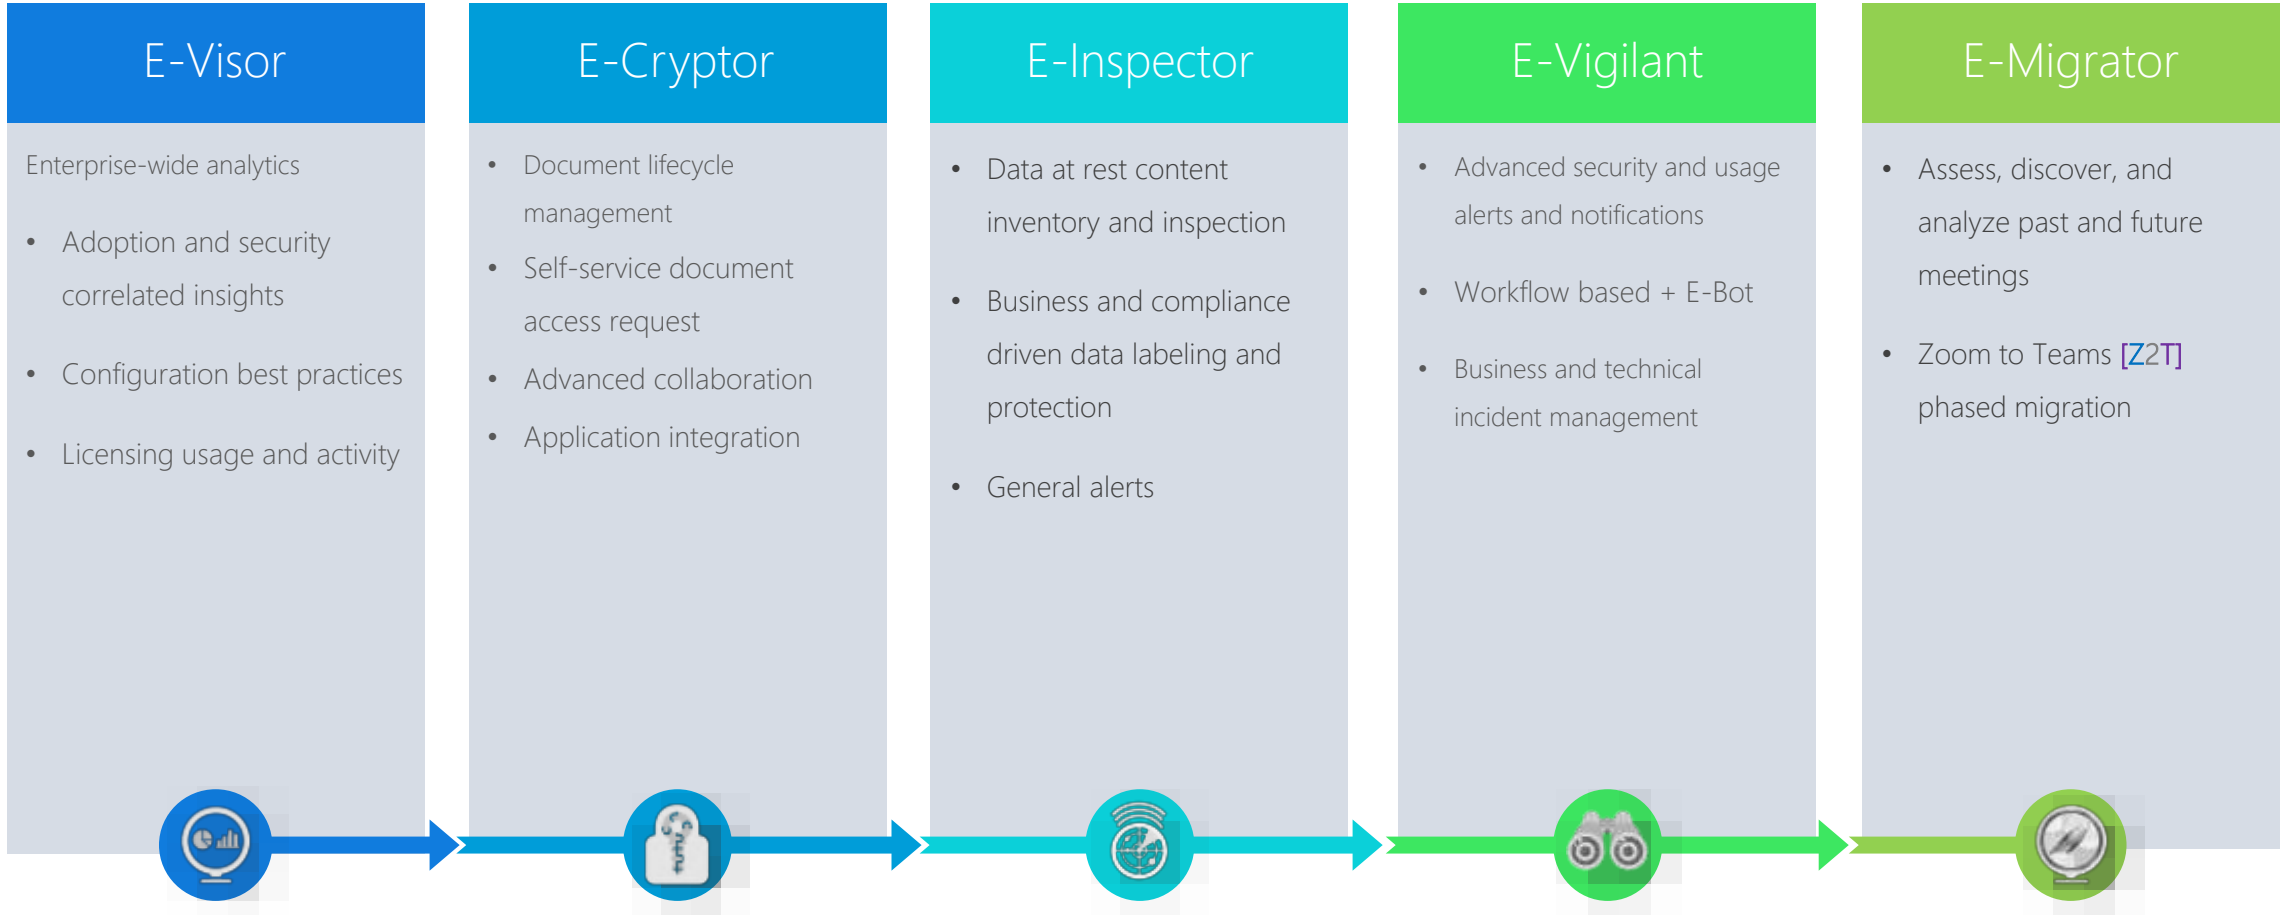 E-Visor
Enterprise-wide analytics
• Adoption and security
correlated insights
• Configuration best practices
• Licensing usage and activity
E-Cryptor
• Document lifecycle
management
• Self-service document
access request
• Advanced collaboration
• Application integration
E-Inspector
• Data at rest content
inventory and inspection
• Business and compliance
driven data labeling and
protection
• General alerts
E-Vigilant
• Advanced security and usage
alerts and notifications
• Workflow based + E-Bot
• Business and technical
incident management
E-Migrator
• Assess, discover, and
analyze past and future
meetings
• Zoom to Teams [Z2T]
phased migration